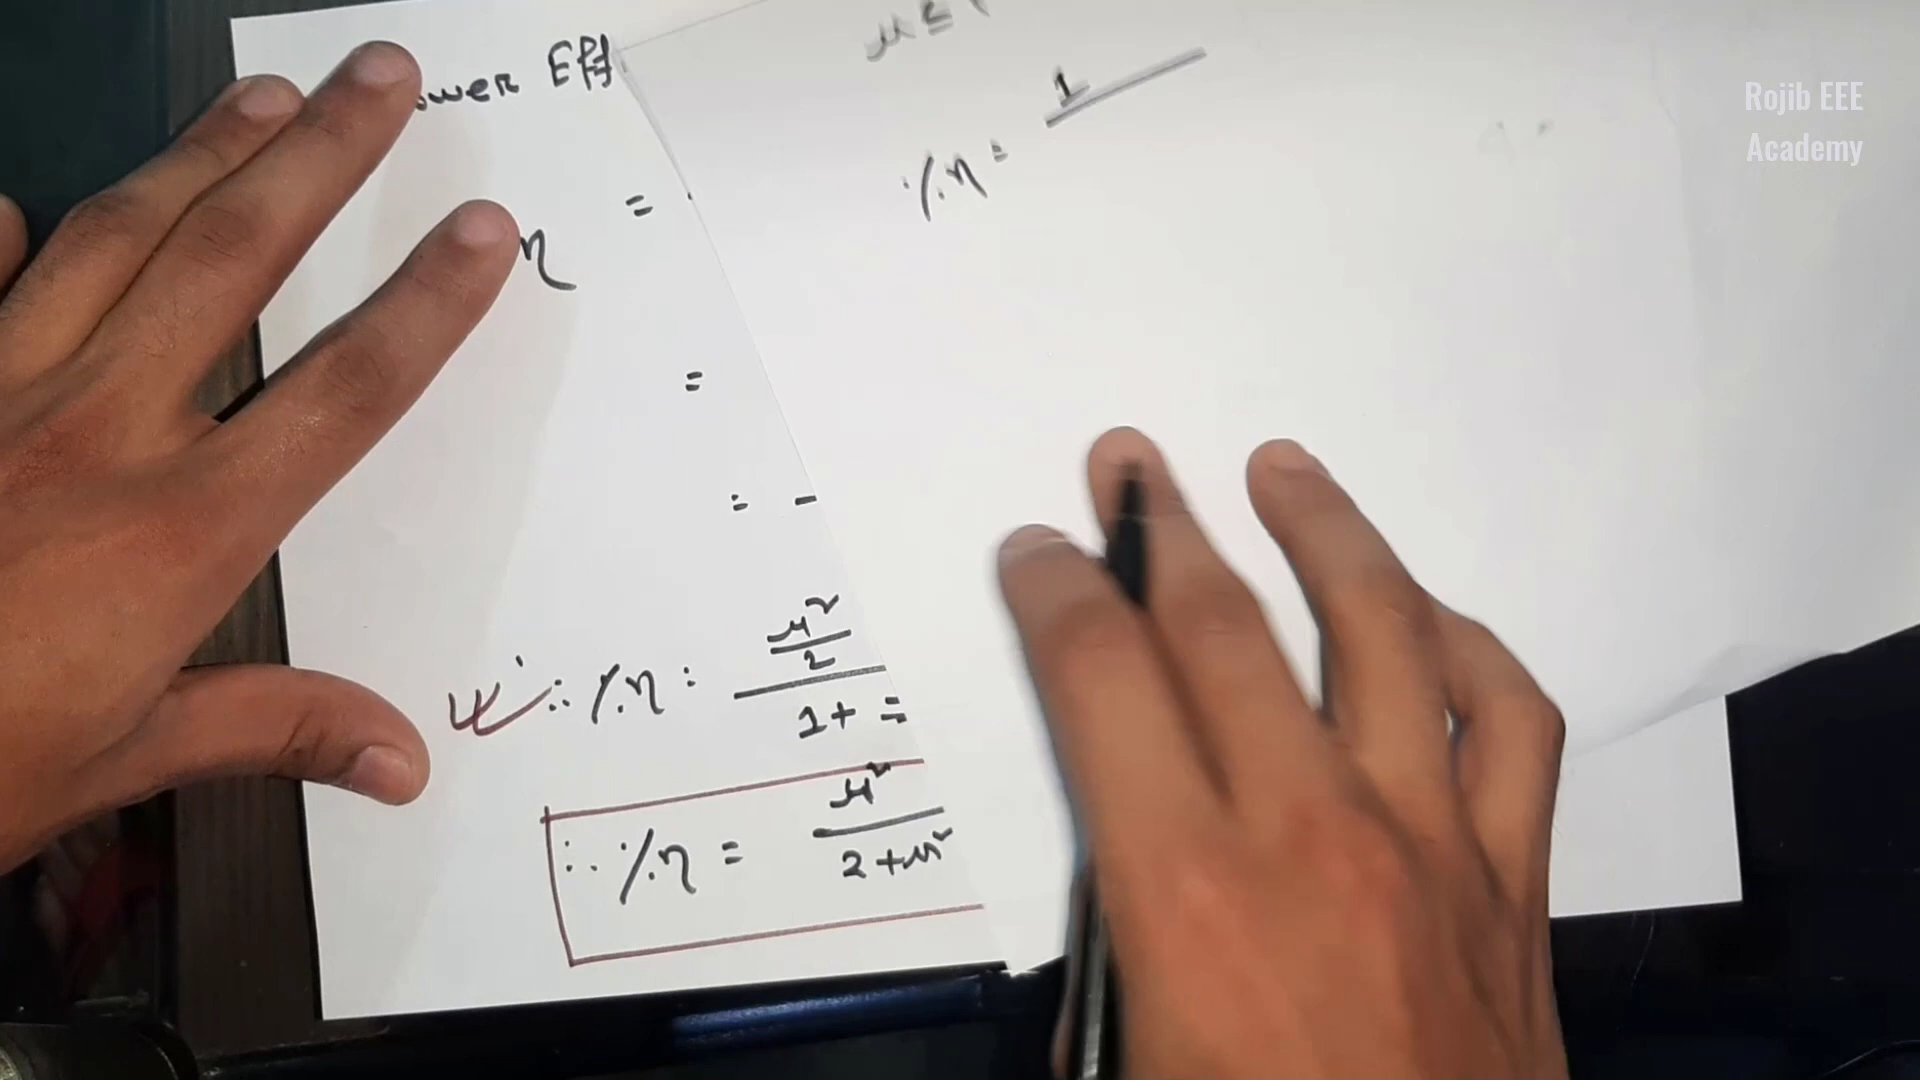 Rojib EEE
Academy
ower Eff
η =
=
= -
∴ %η = (μ²/2) / (1 +
∴ %η = μ² / (2 + μ²
%η = 1